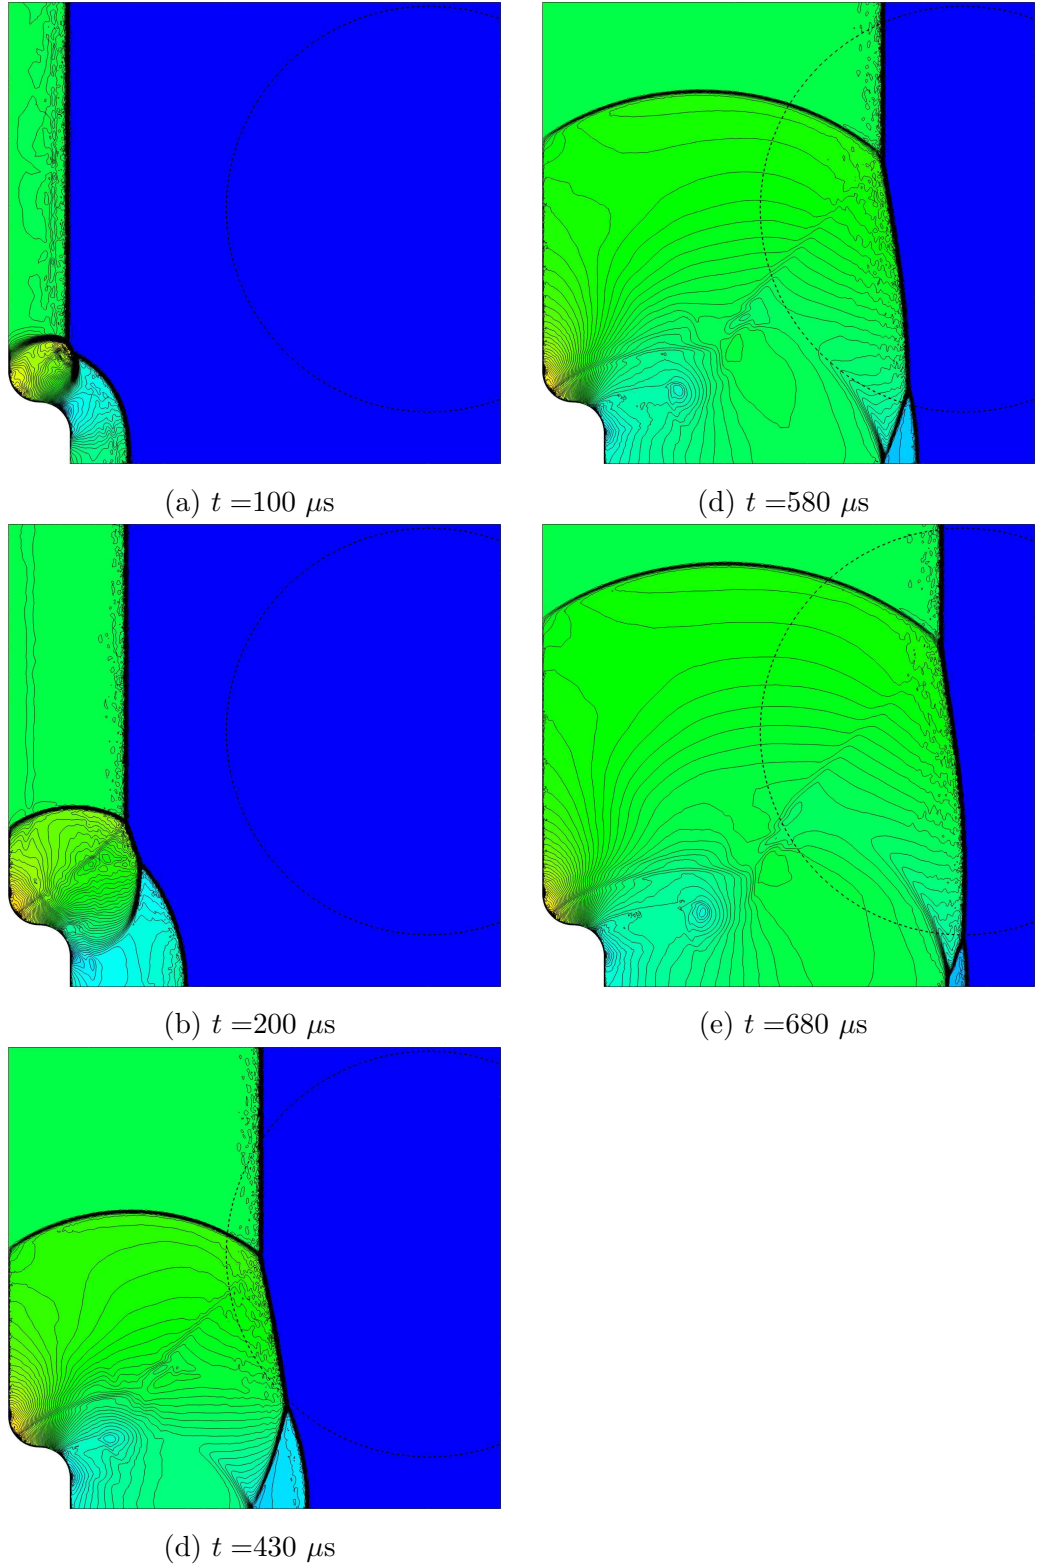 (a) t =100 μs
(d) t =580 μs
(b) t =200 μs
(e) t =680 μs
(d) t =430 μs